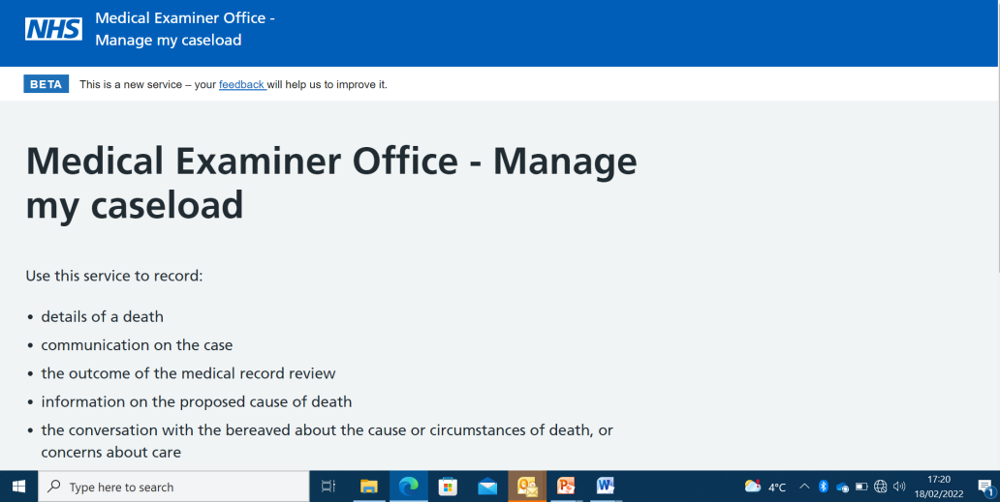 NHS
Medical Examiner Office -
Manage my caseload
BETA
This is a new service – your feedback will help us to improve it.
Medical Examiner Office - Manage
my caseload
Use this service to record:
• details of a death
• communication on the case
• the outcome of the medical record review
• information on the proposed cause of death
• the conversation with the bereaved about the cause or circumstances of death, or
concerns about care
Type here to search
4°C
17:20
18/02/2022
1